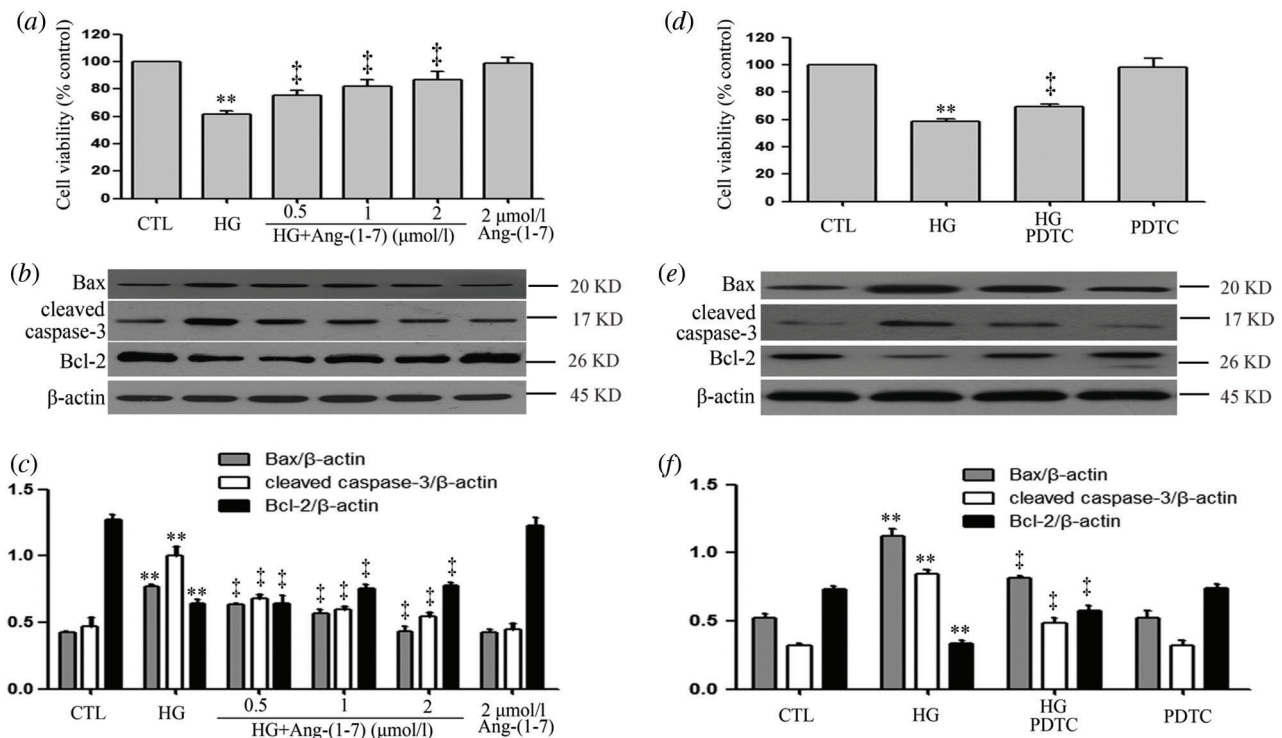 (a)
Cell viability (% control)
120
100
80
60
40
20
0
**
‡
‡
‡
CTL
HG
0.5
1
2
HG+Ang-(1-7) (μmol/l)
2 μmol/l
Ang-(1-7)
(b)
Bax
20 KD
cleaved
caspase-3
17 KD
Bcl-2
26 KD
β-actin
45 KD
(c)
Bax/β-actin
cleaved caspase-3/β-actin
Bcl-2/β-actin
1.5
1.0
0.5
0.0
**
**
**
‡
‡
‡
‡
‡
‡
‡
‡
‡
CTL
HG
0.5
1
2
HG+Ang-(1-7) (μmol/l)
2 μmol/l
Ang-(1-7)
(d)
Cell viability (% control)
120
100
80
60
40
20
0
**
‡
CTL
HG
HG
PDTC
PDTC
(e)
Bax
20 KD
cleaved
caspase-3
17 KD
Bcl-2
26 KD
β-actin
45 KD
(f)
Bax/β-actin
cleaved caspase-3/β-actin
Bcl-2/β-actin
1.5
1.0
0.5
0.0
**
**
**
‡
‡
‡
CTL
HG
HG
PDTC
PDTC